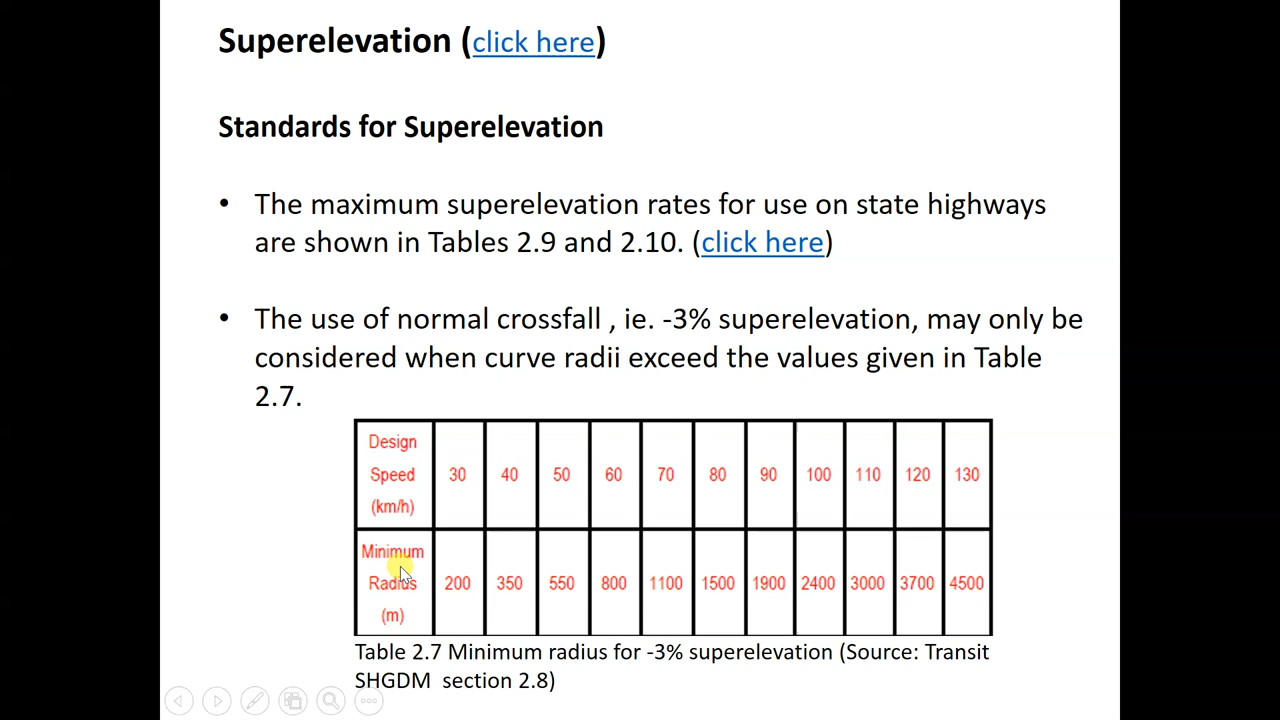 Superelevation (click here)
Standards for Superelevation
• The maximum superelevation rates for use on state highways
are shown in Tables 2.9 and 2.10. (click here)
• The use of normal crossfall , ie. -3% superelevation, may only be
considered when curve radii exceed the values given in Table
2.7.
Design Speed (km/h) 30 40 50 60 70 80 90 100 110 120 130
Minimum Radius (m) 200 350 550 800 1100 1500 1900 2400 3000 3700 4500
Table 2.7 Minimum radius for -3% superelevation (Source: Transit
SHGDM section 2.8)